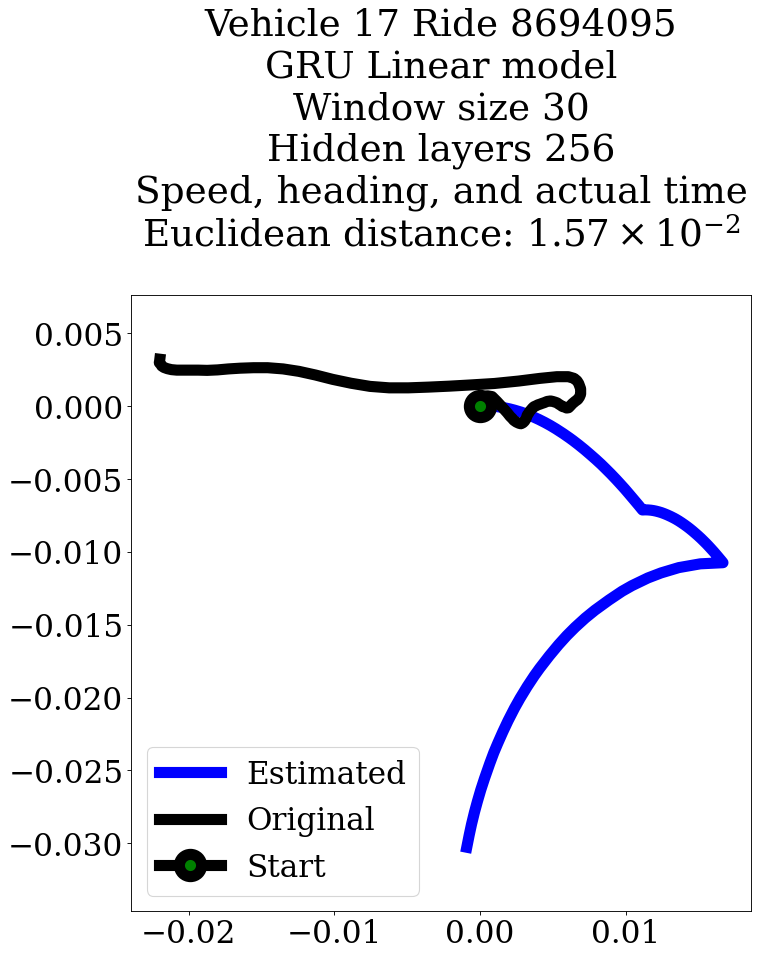 Vehicle 17 Ride 8694095
GRU Linear model
Window size 30
Hidden layers 256
Speed, heading, and actual time
Euclidean distance: 1.57 × 10⁻²
0.005
0.000
−0.005
−0.010
−0.015
−0.020
−0.025
−0.030
Estimated
Original
Start
−0.02 −0.01 0.00 0.01